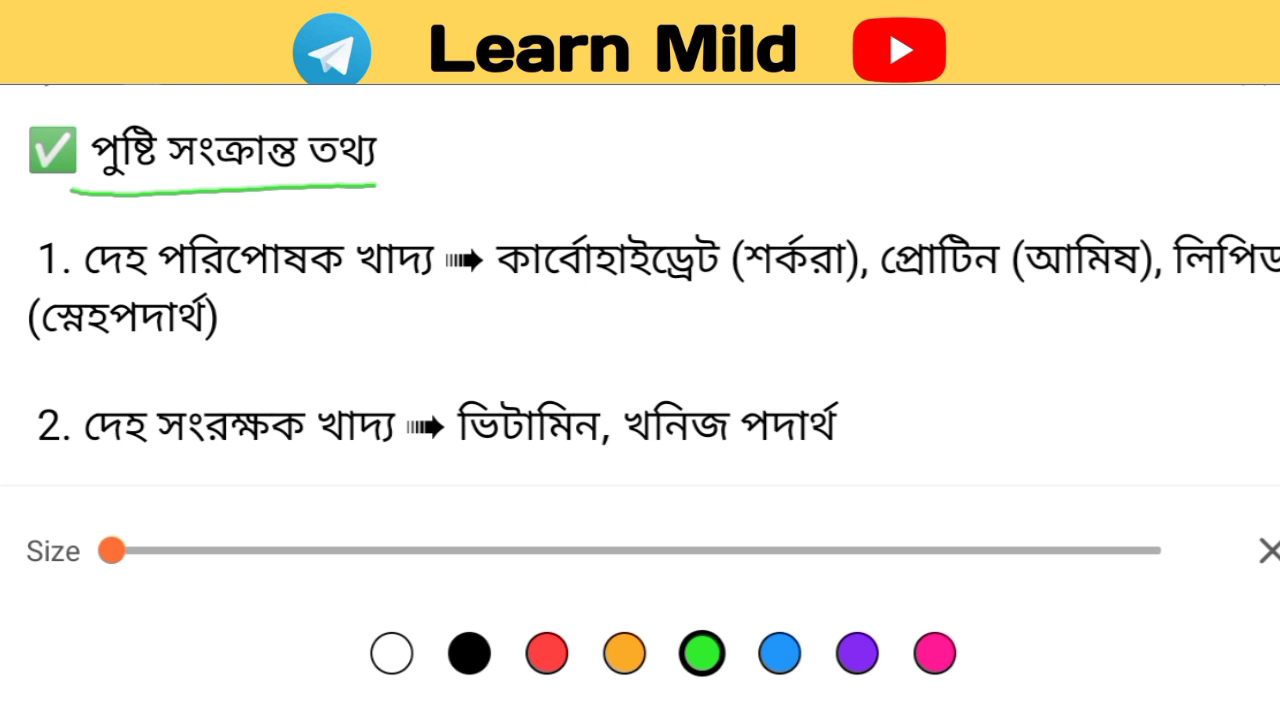 Learn Mild
✅ পুষ্টি সংক্রান্ত তথ্য
1. দেহ পরিপোষক খাদ্য ➠ কার্বোহাইড্রেট (শর্করা), প্রোটিন (আমিষ), লিপিড
(স্নেহপদার্থ)
2. দেহ সংরক্ষক খাদ্য ➠ ভিটামিন, খনিজ পদার্থ
Size